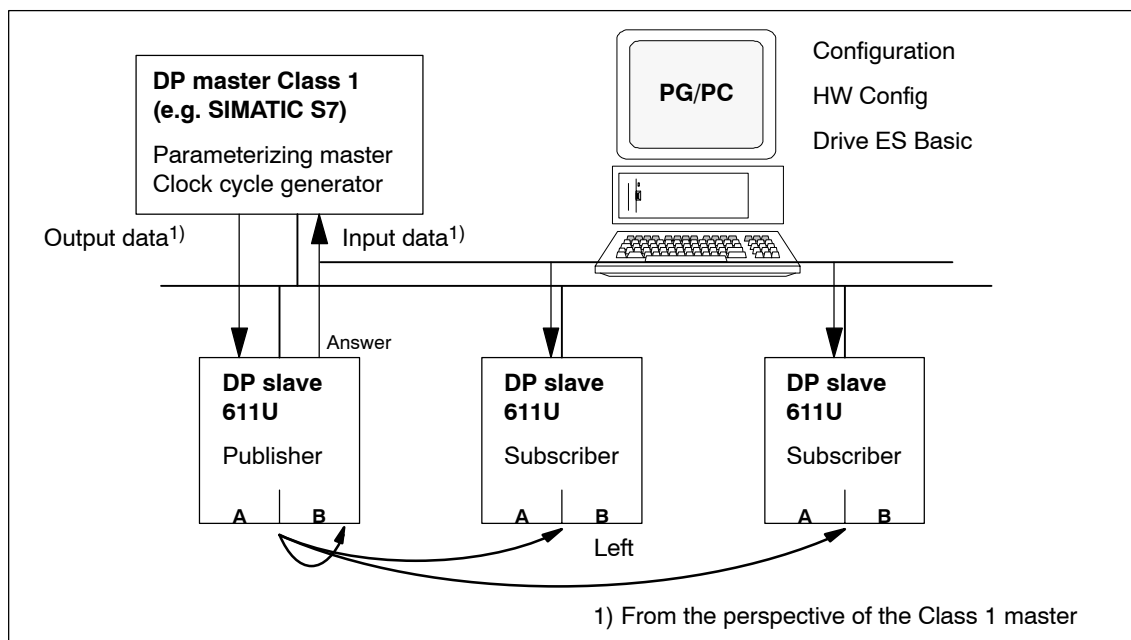 DP master Class 1
(e.g. SIMATIC S7)
Parameterizing master
Clock cycle generator
PG/PC
Configuration
HW Config
Drive ES Basic
Output data1)
Input data1)
Answer
DP slave
611U
Publisher
A B
DP slave
611U
Subscriber
A B
DP slave
611U
Subscriber
A B
Left
1) From the perspective of the Class 1 master